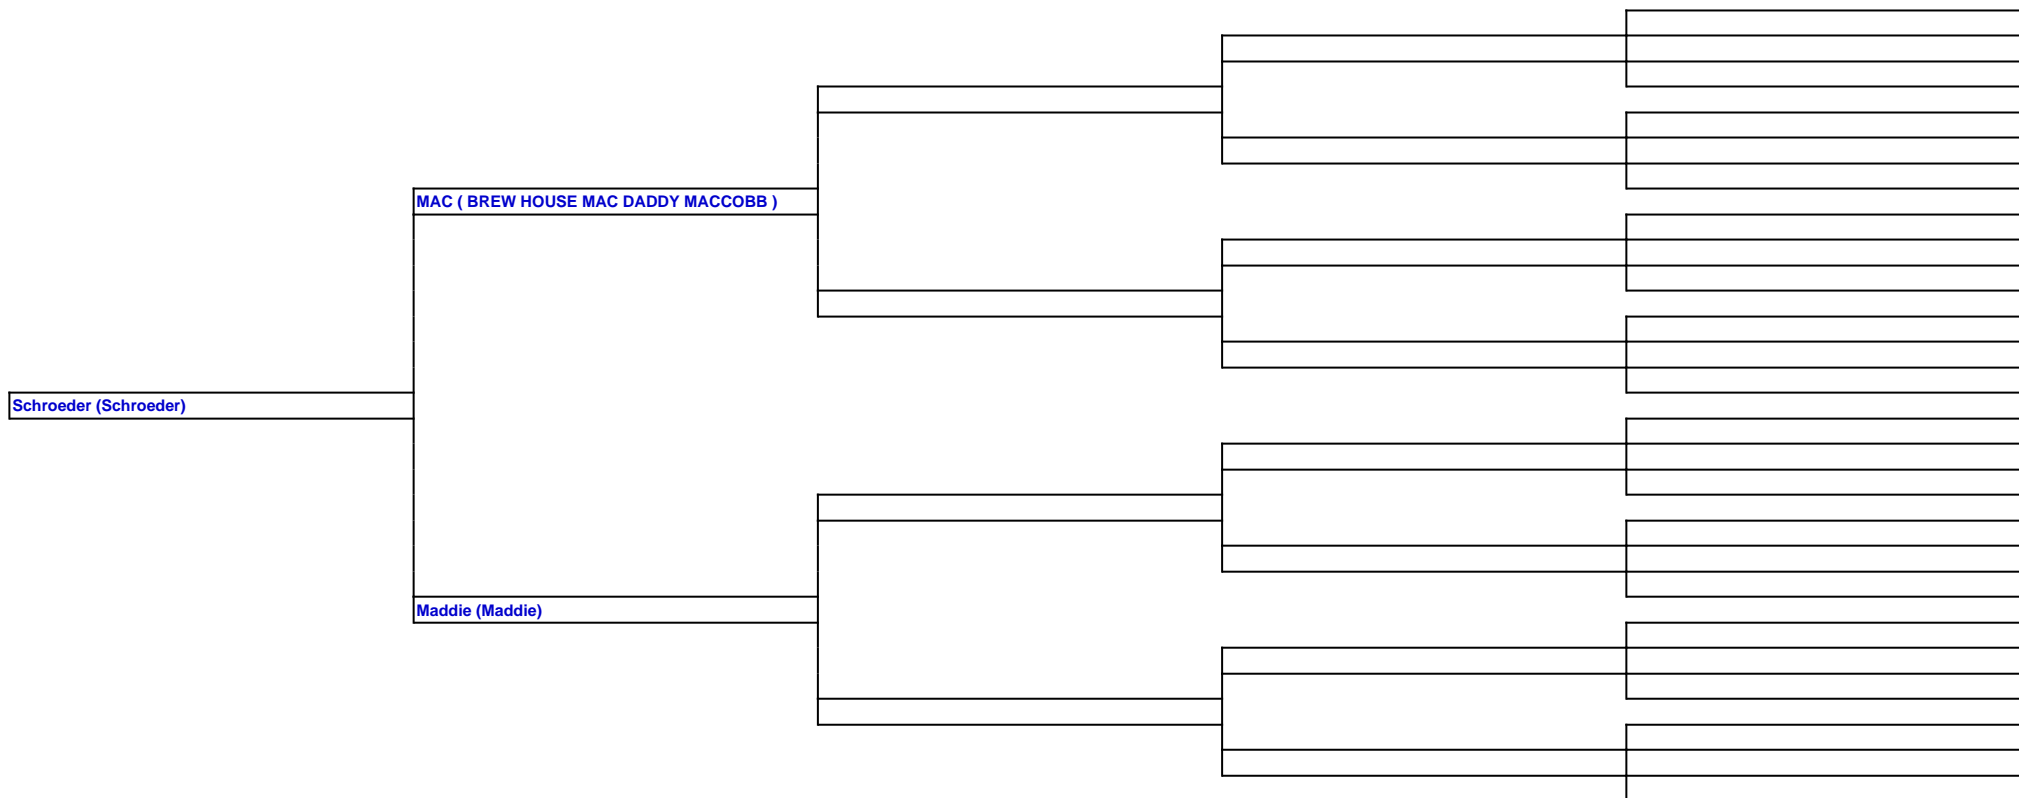 MAC ( BREW HOUSE MAC DADDY MACCOBB )
Schroeder (Schroeder)
Maddie (Maddie)